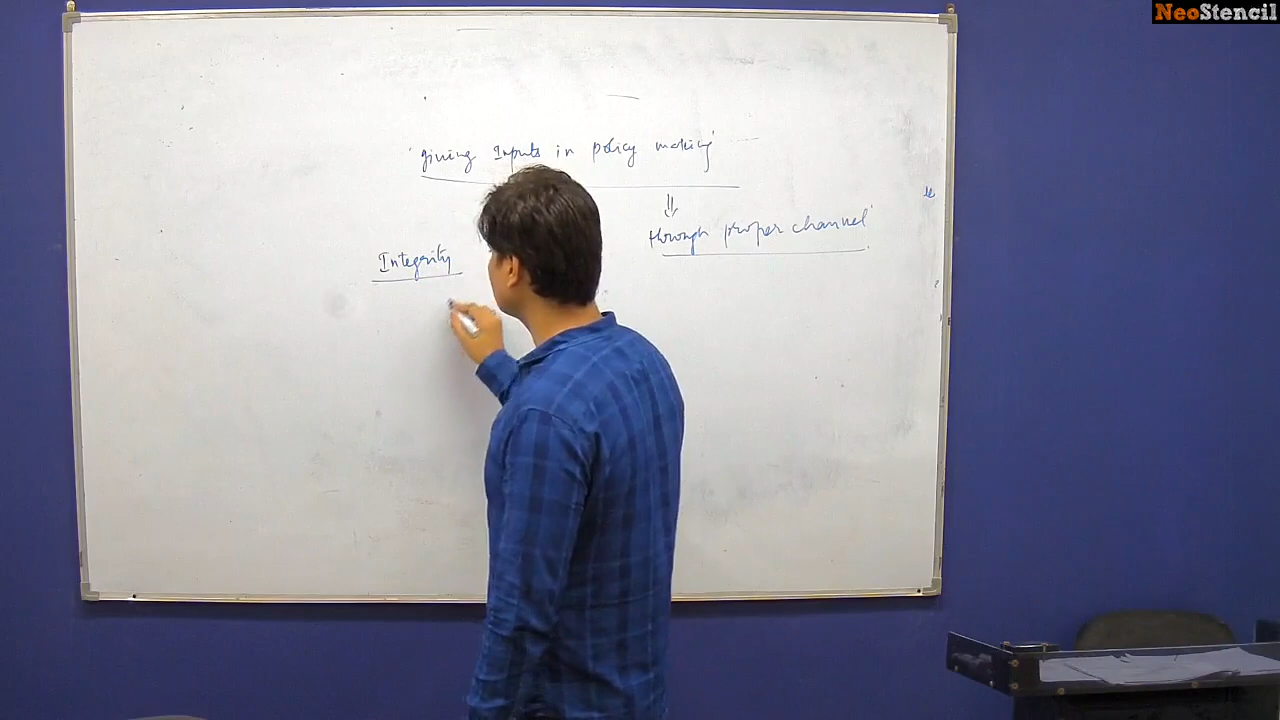 NeoStencil
'giving Inputs in policy making'
through proper channel'
Integrity